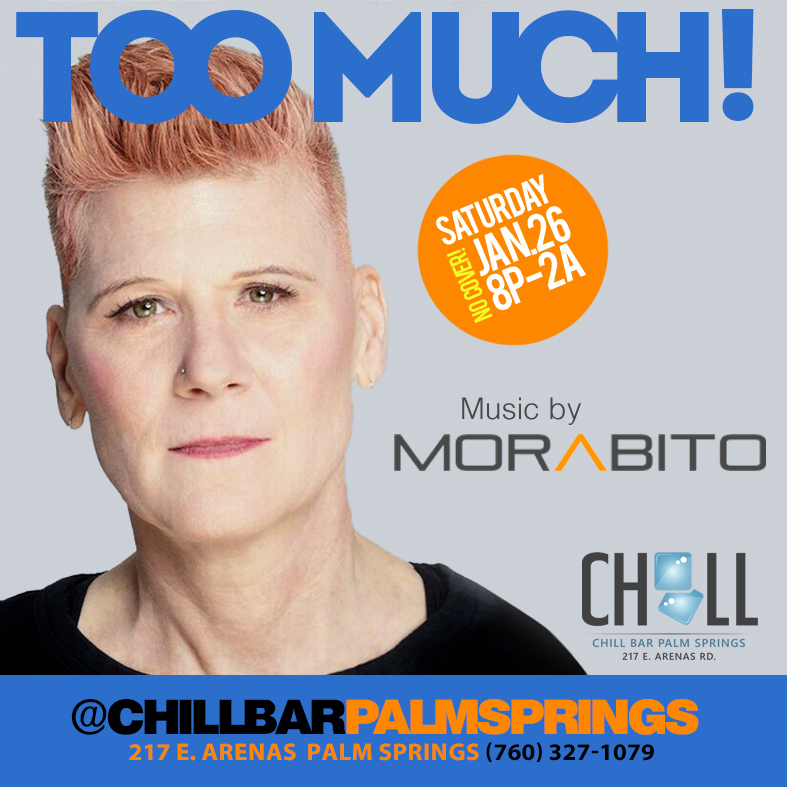 TOO MUCH!
SATURDAY
NO COVER!
JAN.26
8P-2A
Music by
MORABITO
CHILL
CHILL BAR PALM SPRINGS
217 E. ARENAS RD.
@CHILLBARPALMSPRINGS
217 E. ARENAS PALM SPRINGS (760) 327-1079